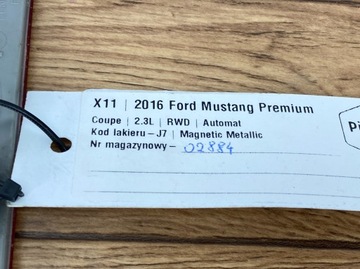 X11 | 2016 Ford Mustang Premium
Coupe | 2.3L | RWD | Automat
Kod lakieru – J7 | Magnetic Metallic
Nr magazynowy – 02884